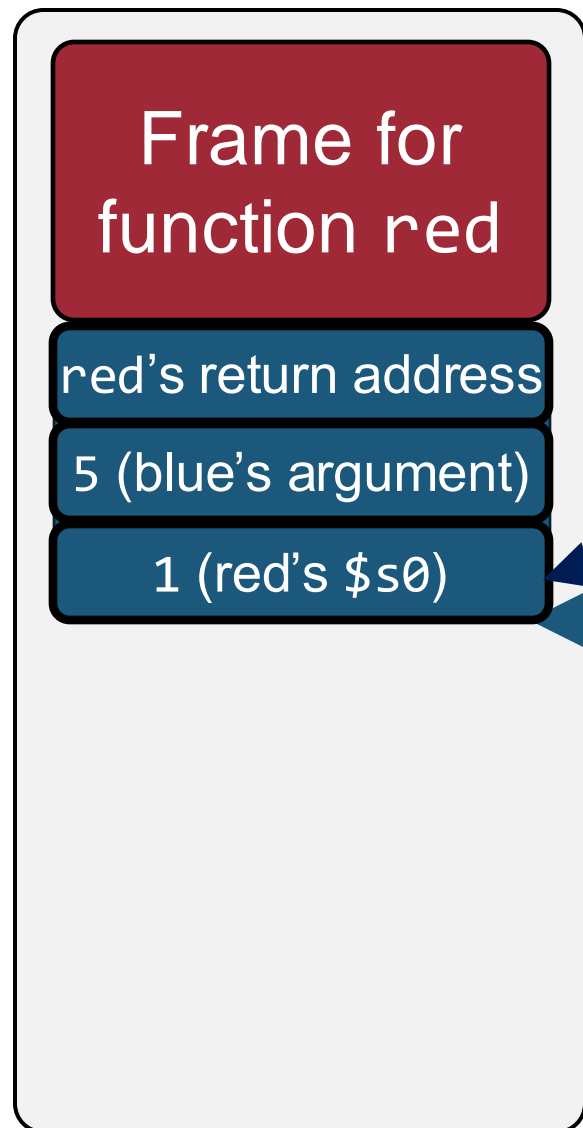 Frame for
function red
red’s return address
5 (blue’s argument)
1 (red’s $s0)